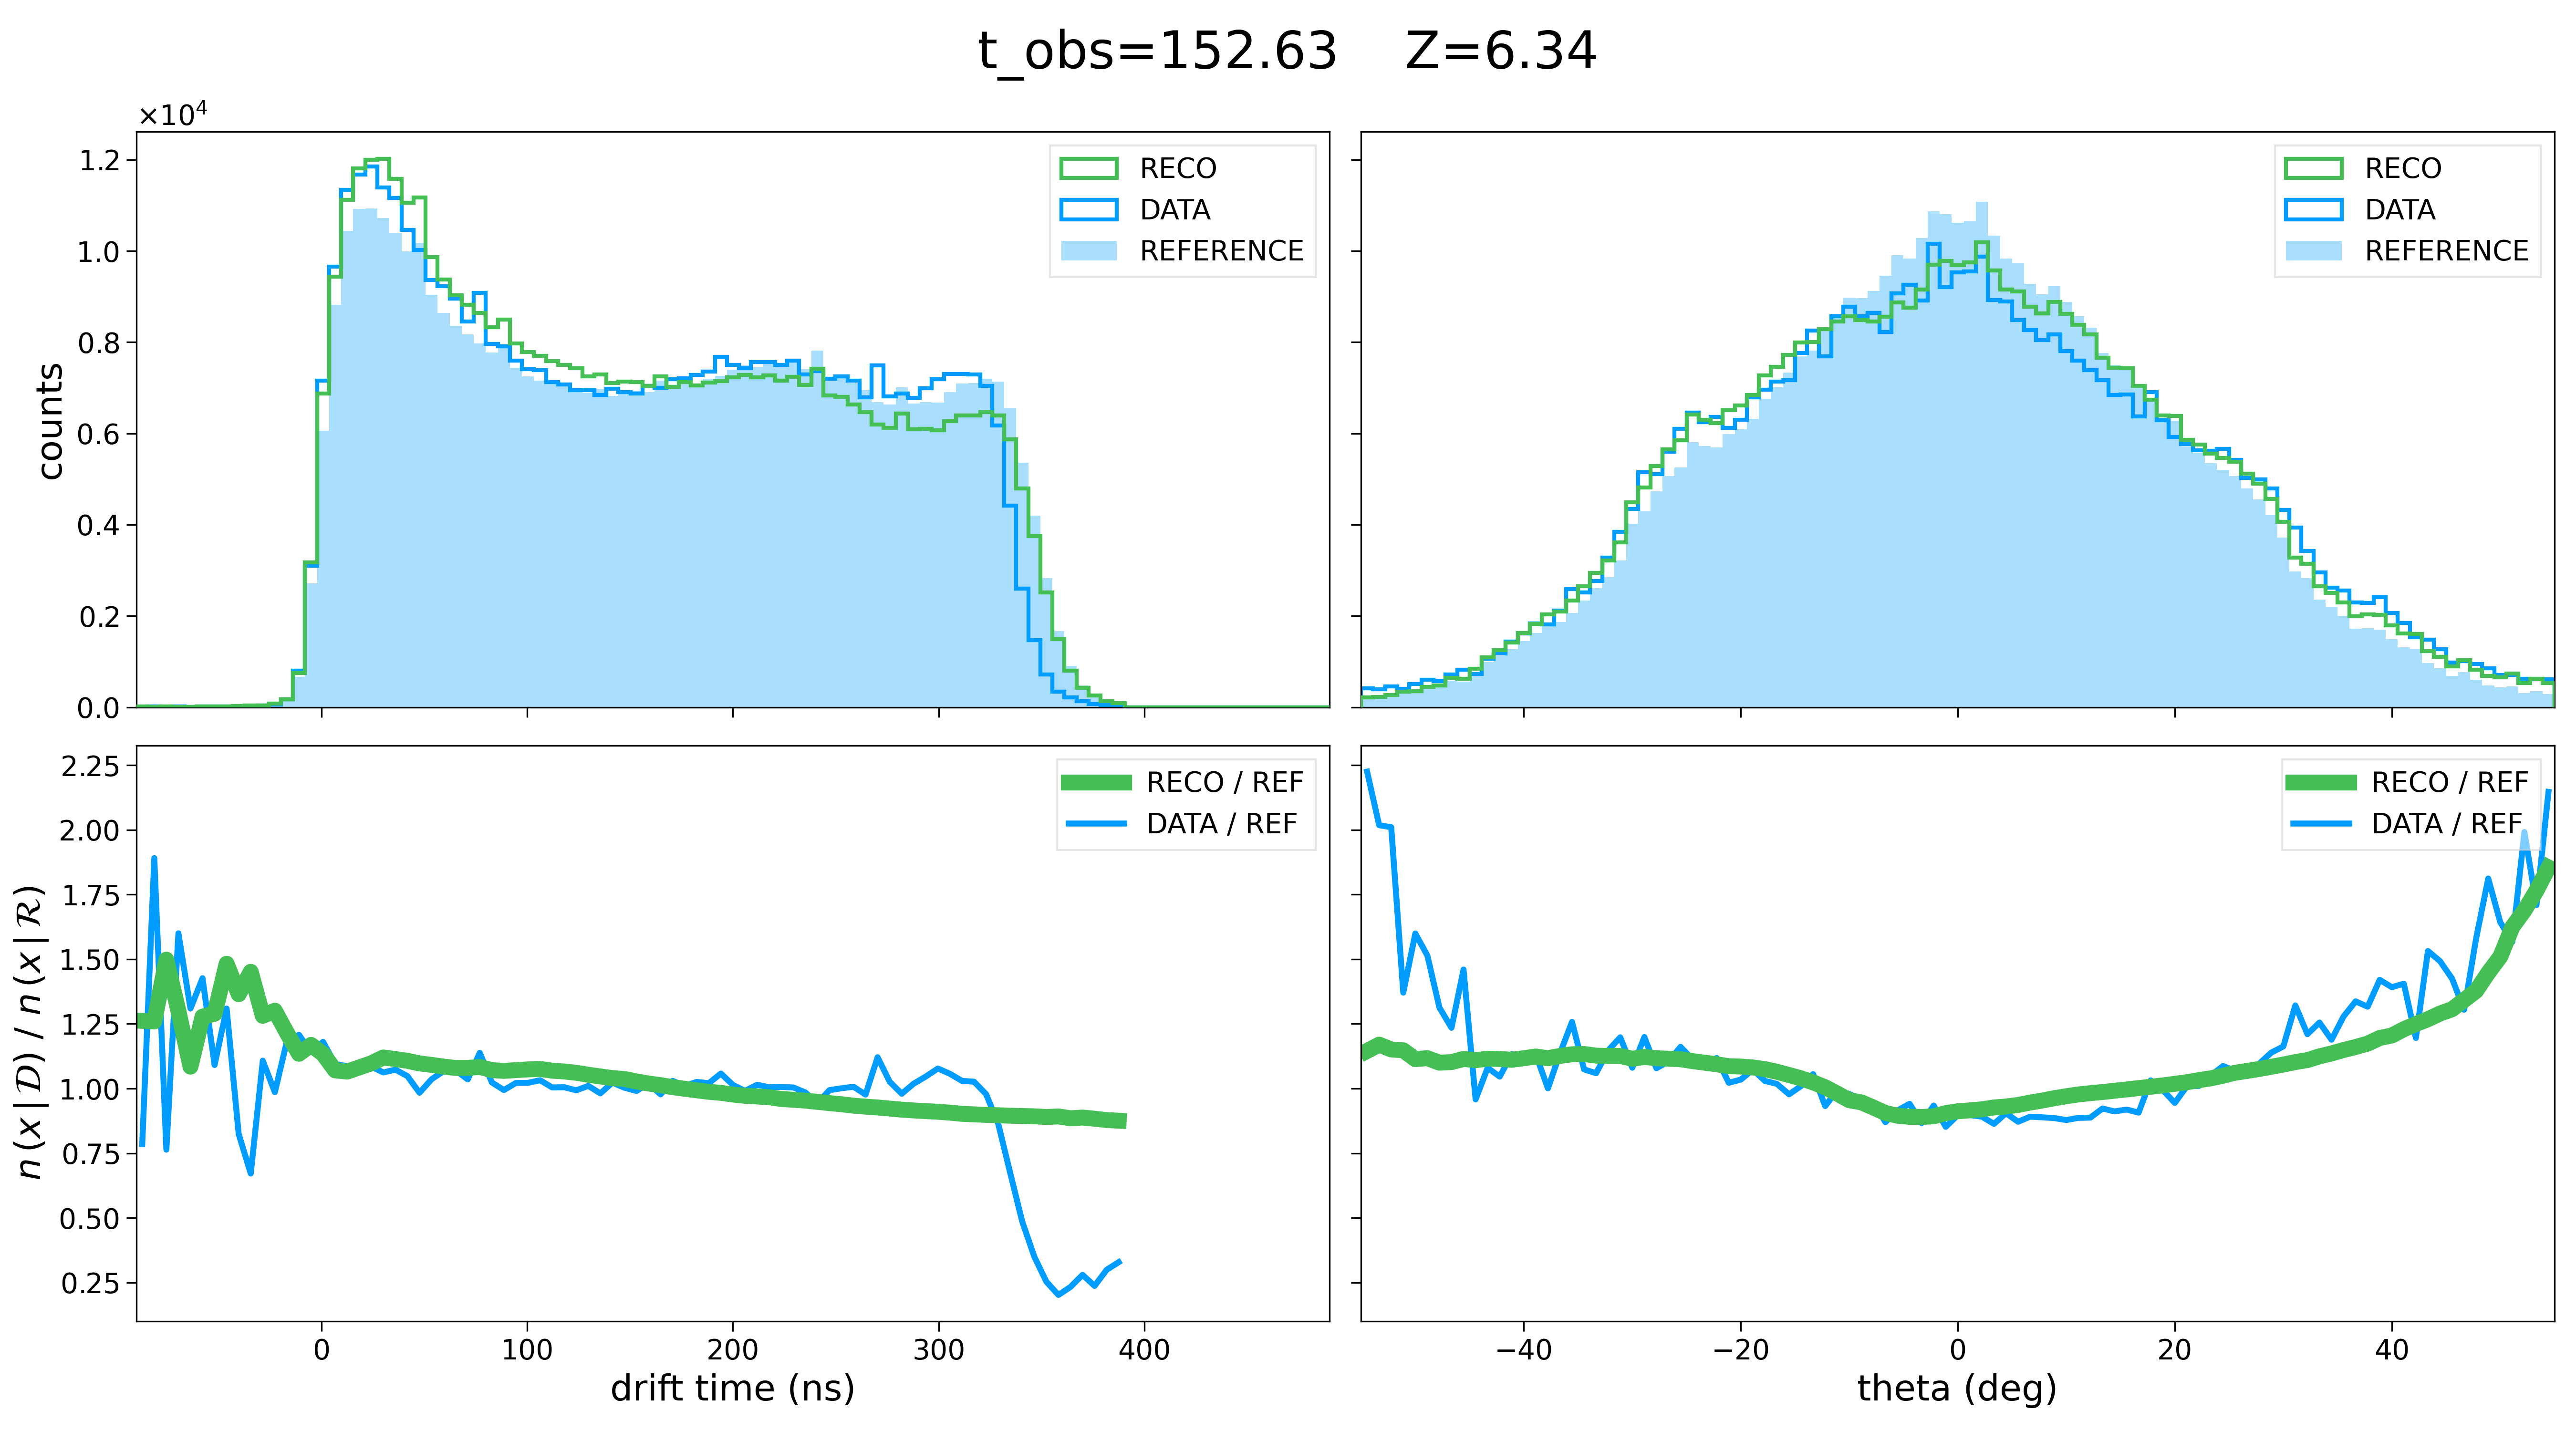 t_obs=152.63 Z=6.34
×10⁴
1.2
1.0
0.8
0.6
0.4
0.2
0.0
counts
RECO
DATA
REFERENCE
RECO
DATA
REFERENCE
2.25
2.00
1.75
1.50
1.25
1.00
0.75
0.50
0.25
n(x|𝒟) / n(x|ℛ)
RECO / REF
DATA / REF
0 100 200 300 400
drift time (ns)
RECO / REF
DATA / REF
−40 −20 0 20 40
theta (deg)